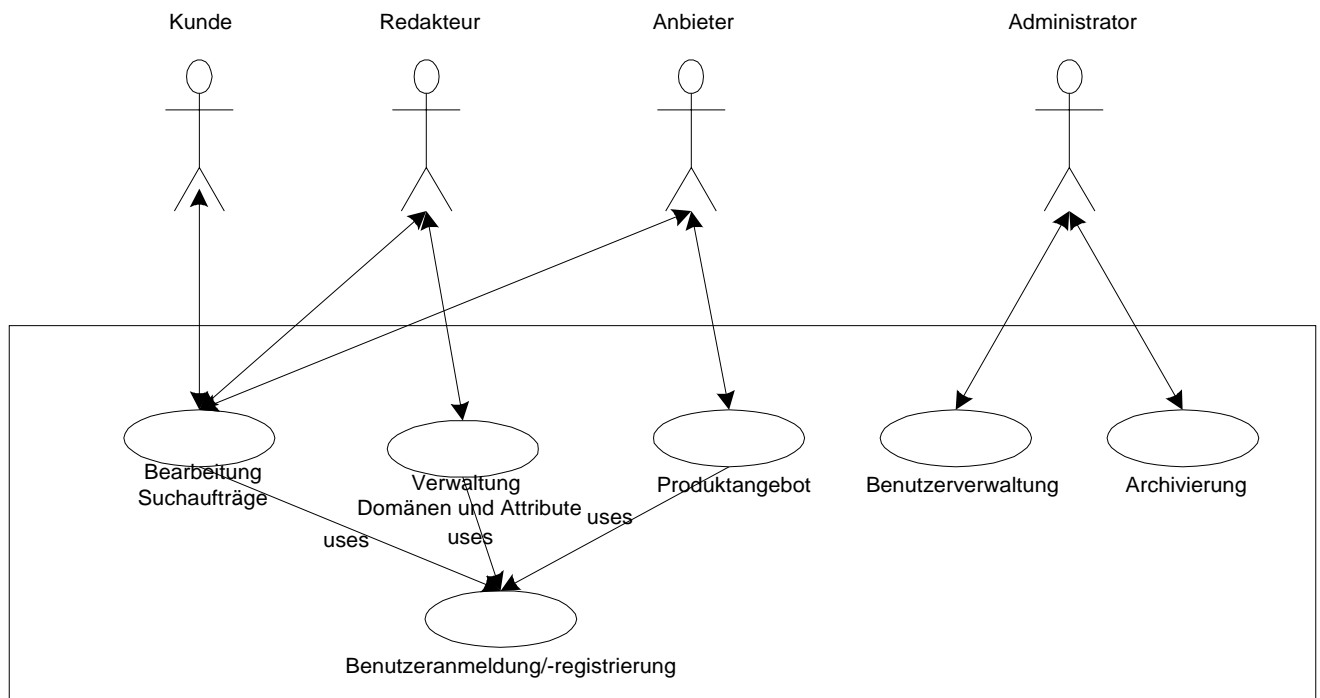 Kunde
Redakteur
Anbieter
Administrator
Bearbeitung
Suchaufträge
Verwaltung
Domänen und Attribute
Produktangebot
Benutzerverwaltung
Archivierung
uses
uses
uses
Benutzeranmeldung/-registrierung